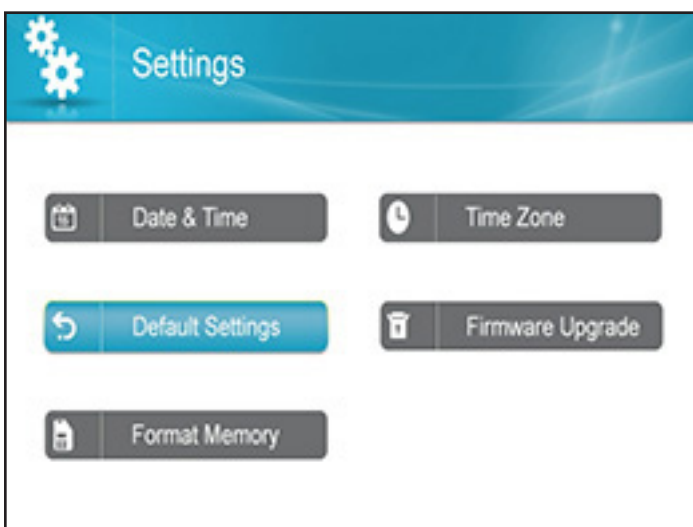 Settings
Date & Time
Time Zone
Default Settings
Firmware Upgrade
Format Memory